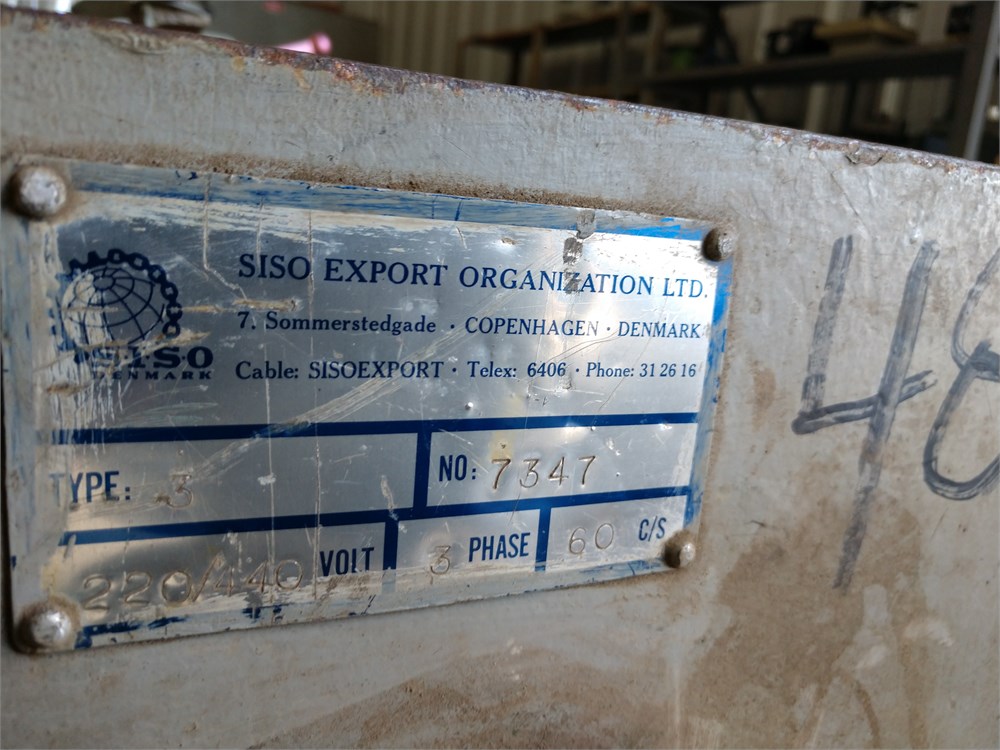 SISO EXPORT ORGANIZATION LTD.
7. Sommerstedgade · COPENHAGEN · DENMARK
Cable: SISOEXPORT · Telex: 6406 · Phone: 31 26 16
SISO
DENMARK
TYPE: 3
NO: 7347
220/440 VOLT
3 PHASE
60 C/S
48